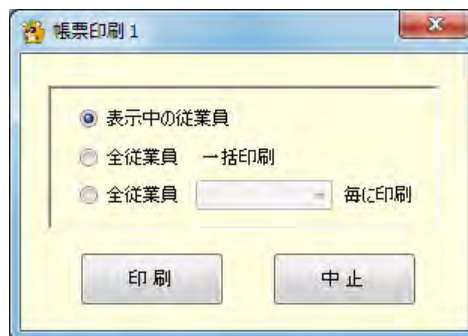 帳票印刷1
表示中の従業員
全従業員 一括印刷
全従業員 毎に印刷
印刷 中止